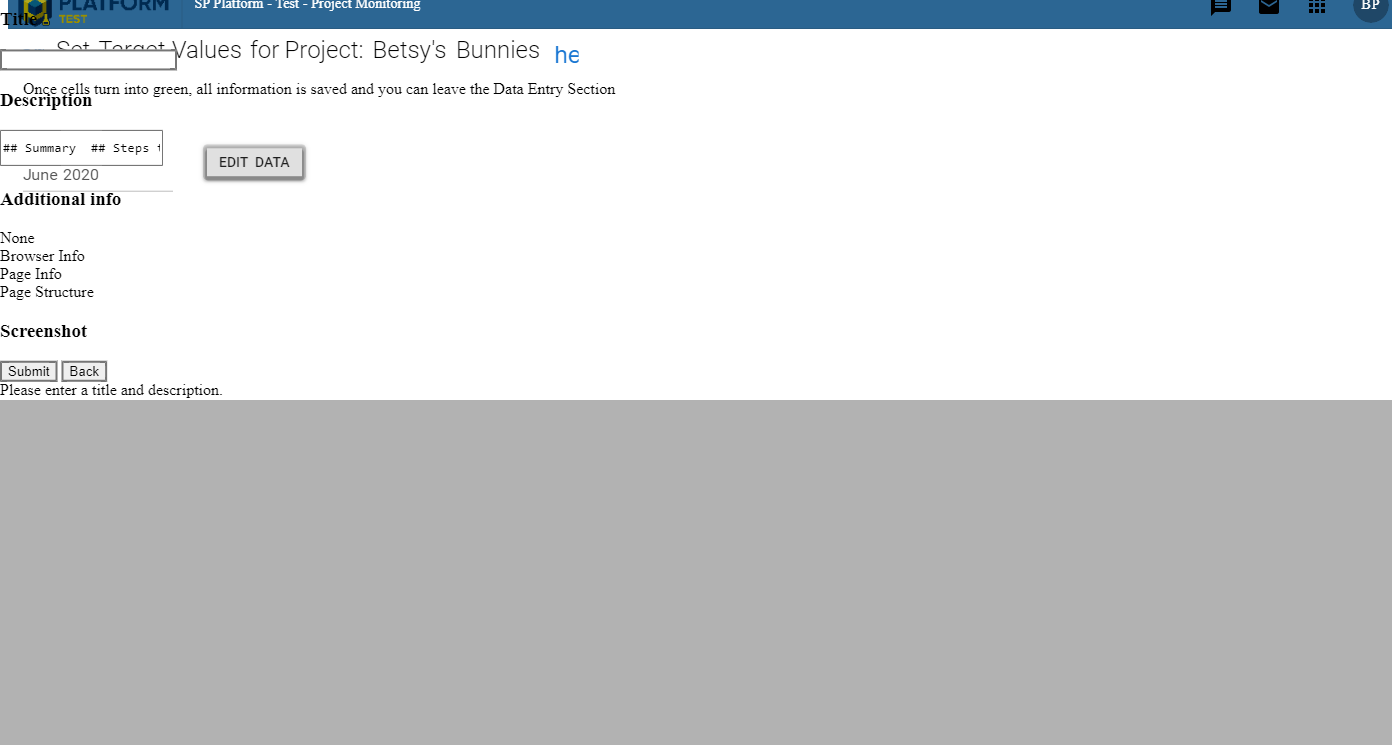 PLATFORM
TEST
SP Platform - Test - Project Monitoring
BP
Title
Set Target Values for Project: Betsy's Bunnies
he
Once cells turn into green, all information is saved and you can leave the Data Entry Section
Description
## Summary ## Steps t
EDIT DATA
June 2020
Additional info
None
Browser Info
Page Info
Page Structure
Screenshot
Submit Back
Please enter a title and description.